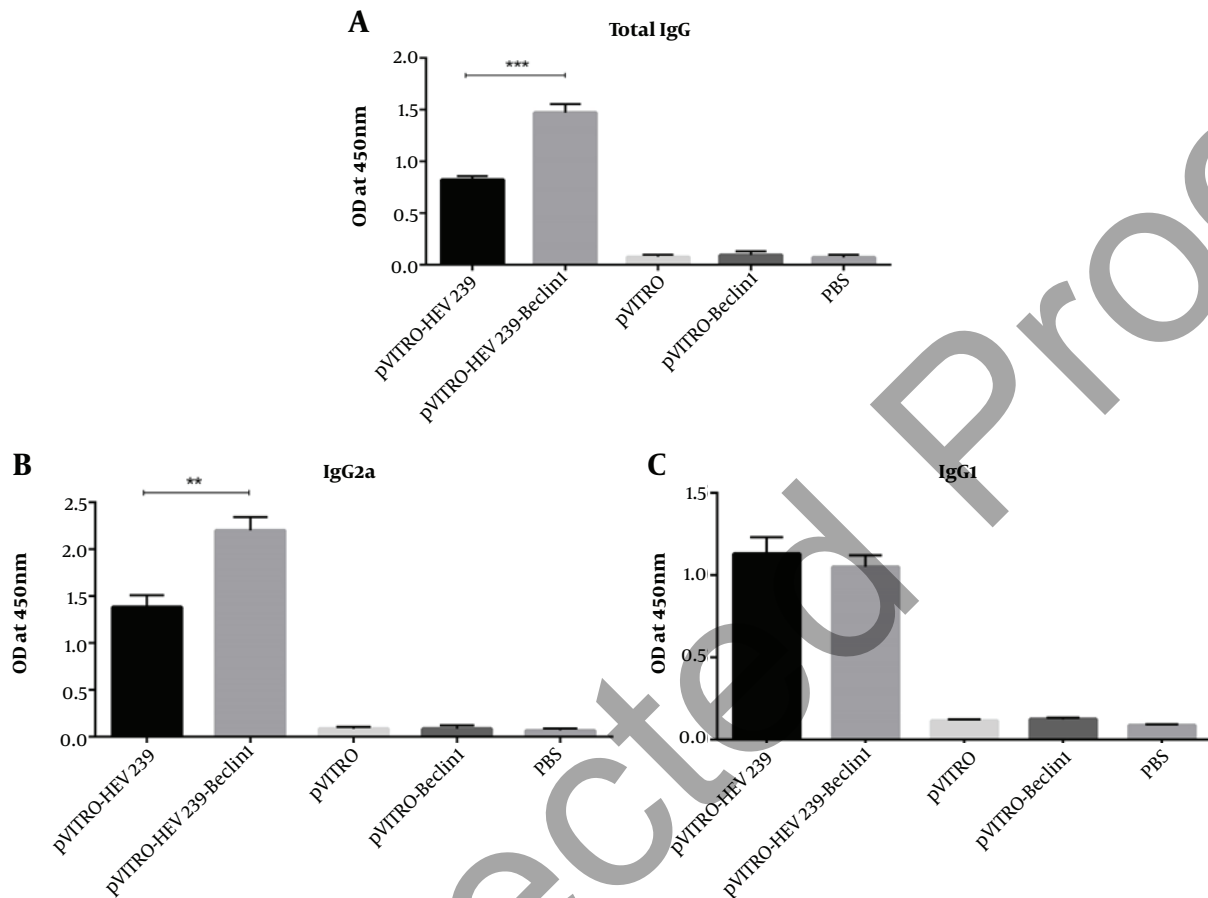 A
Total IgG
***
2.0
1.5
1.0
0.5
0.0
OD at 450nm
pVITRO-HEV 239
pVITRO-HEV 239-Beclin1
pVITRO
pVITRO-Beclin1
PBS
B
IgG2a
**
2.5
2.0
1.5
1.0
0.5
0.0
OD at 450nm
pVITRO-HEV 239
pVITRO-HEV 239-Beclin1
pVITRO
pVITRO-Beclin1
PBS
C
IgG1
1.5
1.0
0.5
0.0
OD at 450nm
pVITRO-HEV 239
pVITRO-HEV 239-Beclin1
pVITRO
pVITRO-Beclin1
PBS
ected Pro